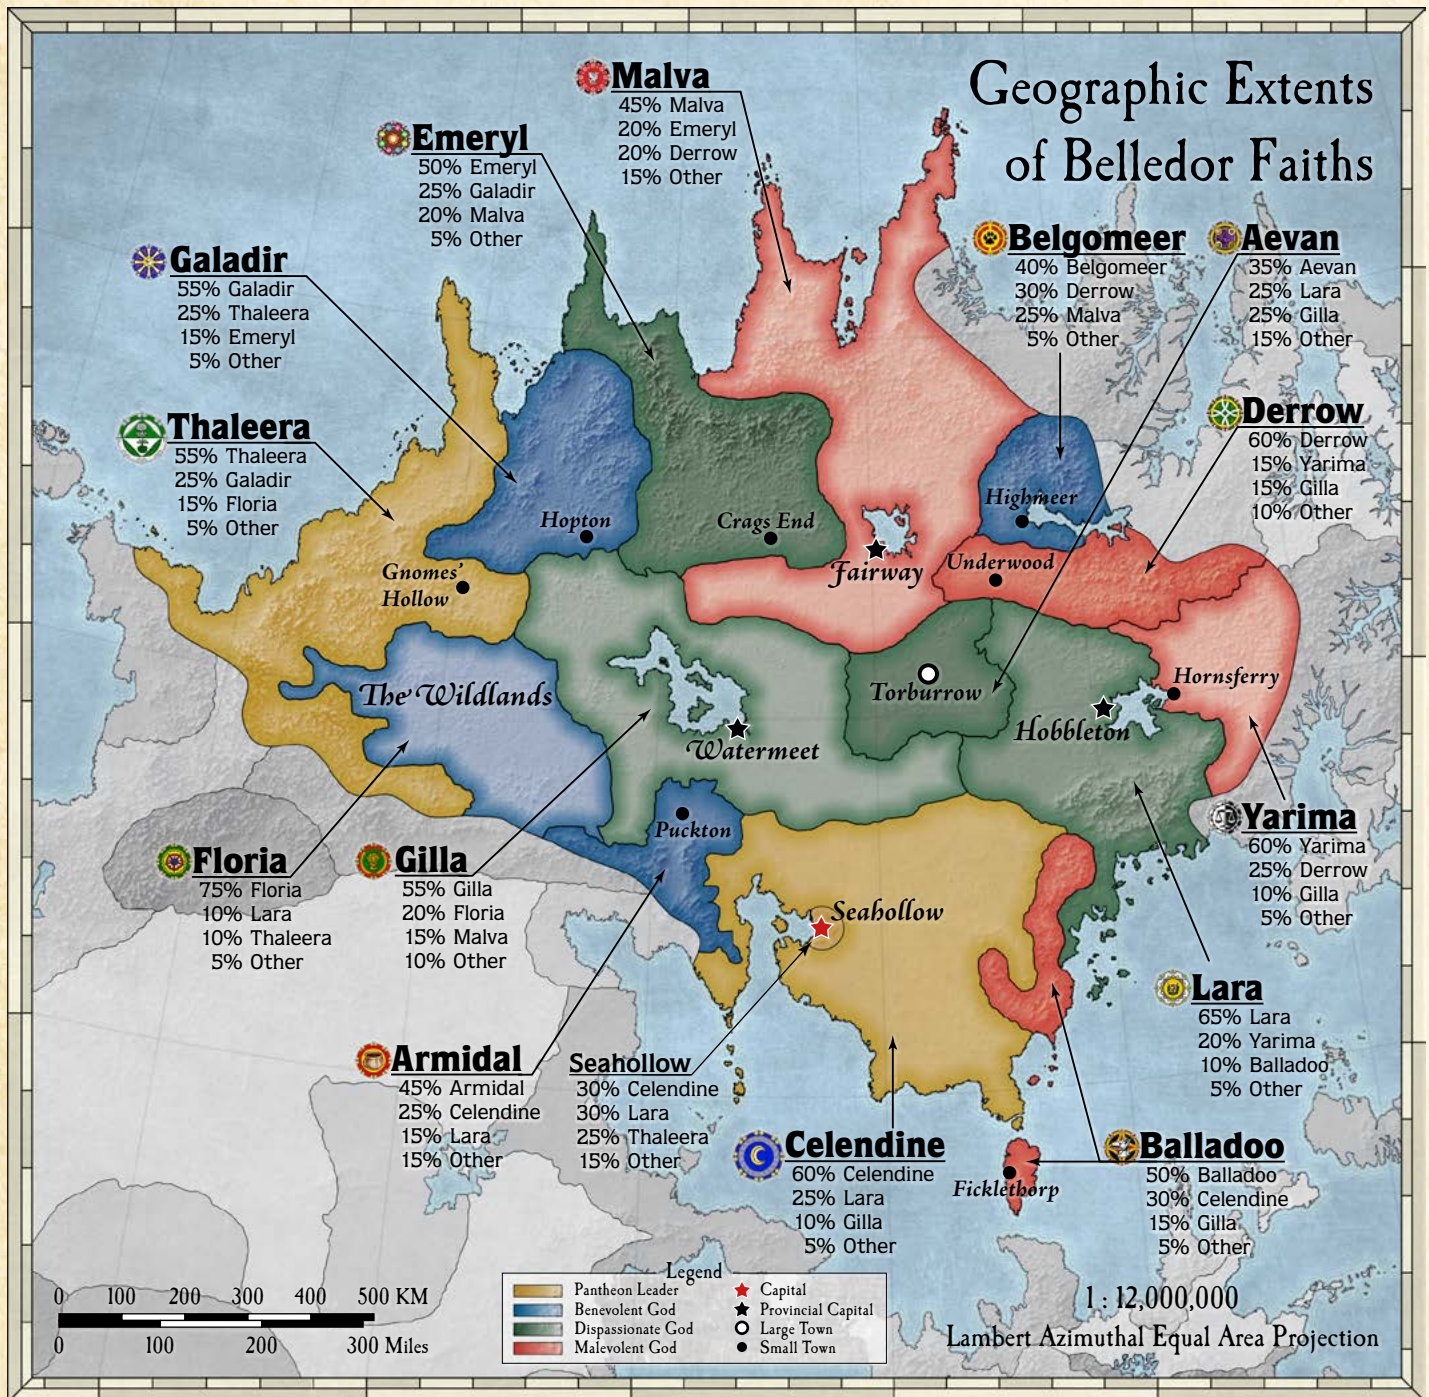 Geographic Extents
of Belledor Faiths
Malva
45% Malva
20% Emeryl
20% Derrow
15% Other
Emeryl
50% Emeryl
25% Galadir
20% Malva
5% Other
Galadir
55% Galadir
25% Thaleera
15% Emeryl
5% Other
Belgomeer
40% Belgomeer
30% Derrow
25% Malva
5% Other
Aevan
35% Aevan
25% Lara
25% Gilla
15% Other
Thaleera
55% Thaleera
25% Galadir
15% Floria
5% Other
Derrow
60% Derrow
15% Yarima
15% Gilla
10% Other
Highmeer
Hopton
Crags End
Fairway
Underwood
Gnomes'
Hollow
The Wildlands
Torburrow
Hornsferry
Hobbleton
Watermeet
Puckton
Yarima
60% Yarima
25% Derrow
10% Gilla
5% Other
Floria
75% Floria
10% Lara
10% Thaleera
5% Other
Gilla
55% Gilla
20% Floria
15% Malva
10% Other
Seahollow
Lara
65% Lara
20% Yarima
10% Balladoo
5% Other
Armidal
45% Armidal
25% Celendine
15% Lara
15% Other
Seahollow
30% Celendine
30% Lara
25% Thaleera
15% Other
Celendine
60% Celendine
25% Lara
10% Gilla
5% Other
Balladoo
50% Balladoo
30% Celendine
15% Gilla
5% Other
Ficklethorp
Legend
Pantheon Leader
Benevolent God
Dispassionate God
Malevolent God
Capital
Provincial Capital
Large Town
Small Town
0 100 200 300 400 500 KM
0 100 200 300 Miles
1 : 12,000,000
Lambert Azimuthal Equal Area Projection